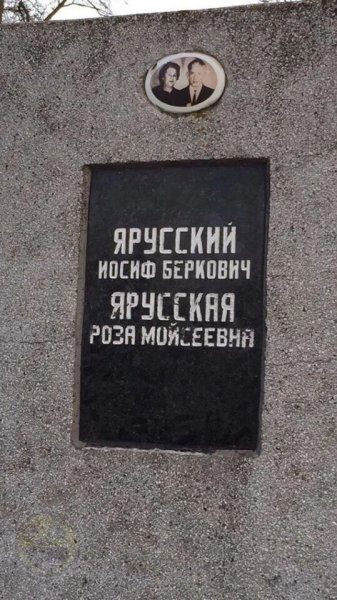 ЯРУССКИЙ
ИОСИФ БЕРКОВИЧ
ЯРУССКАЯ
РОЗА МОЙСЕЕВНА